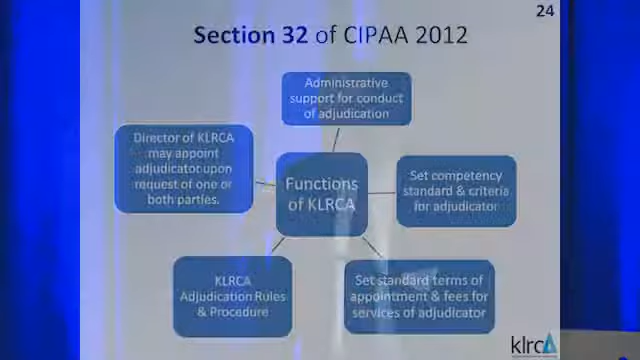 24
Section 32 of CIPAA 2012
Administrative
support for conduct
of adjudication
Director of KLRCA
may appoint
adjudicator upon
request of one or
both parties.
Functions
of KLRCA
Set competency
standard & criteria
for adjudicator
KLRCA
Adjudication Rules
& Procedure
Set standard terms of
appointment & fees for
services of adjudicator
klrcA